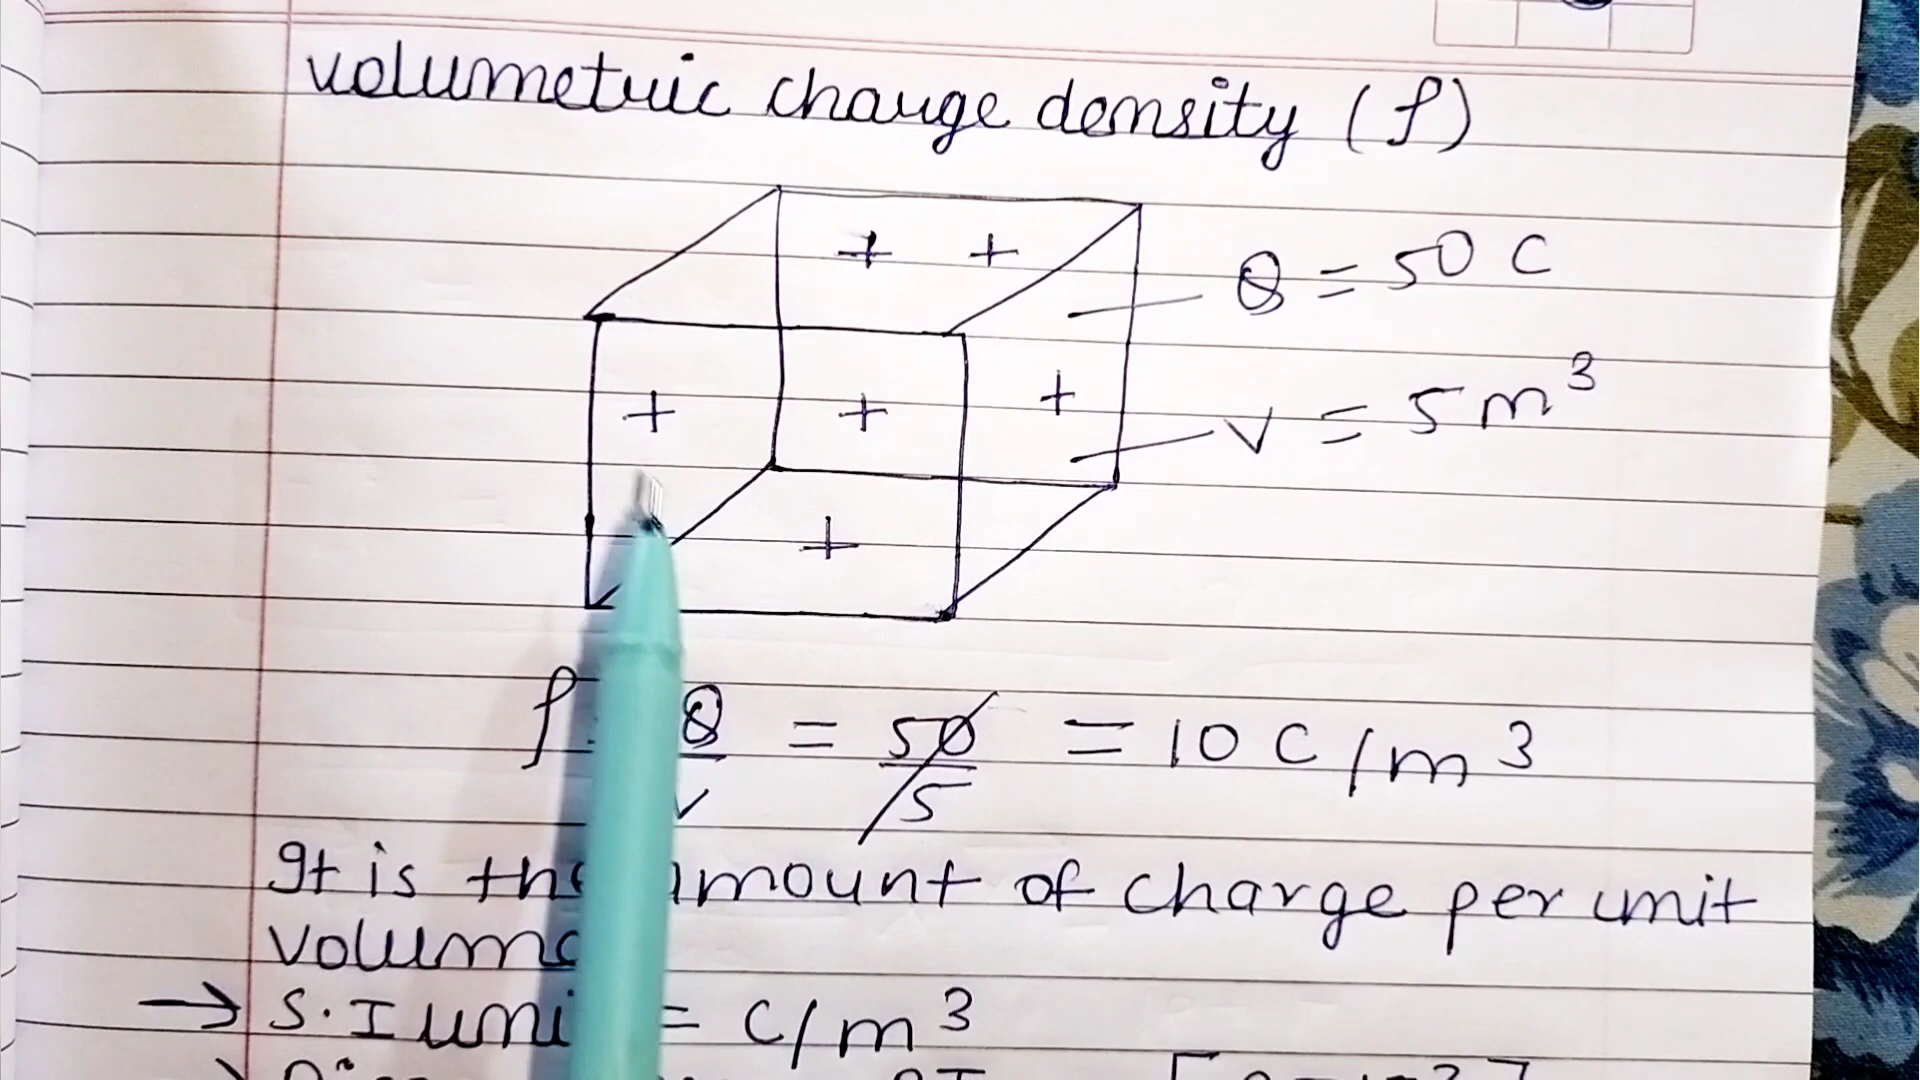 volumetric charge density (ρ)
Q = 50 C
V = 5 m³
ρ Q/V = 50/5 = 10 C/m³
It is the amount of charge per unit
volume
→ S.I unit = C/m³